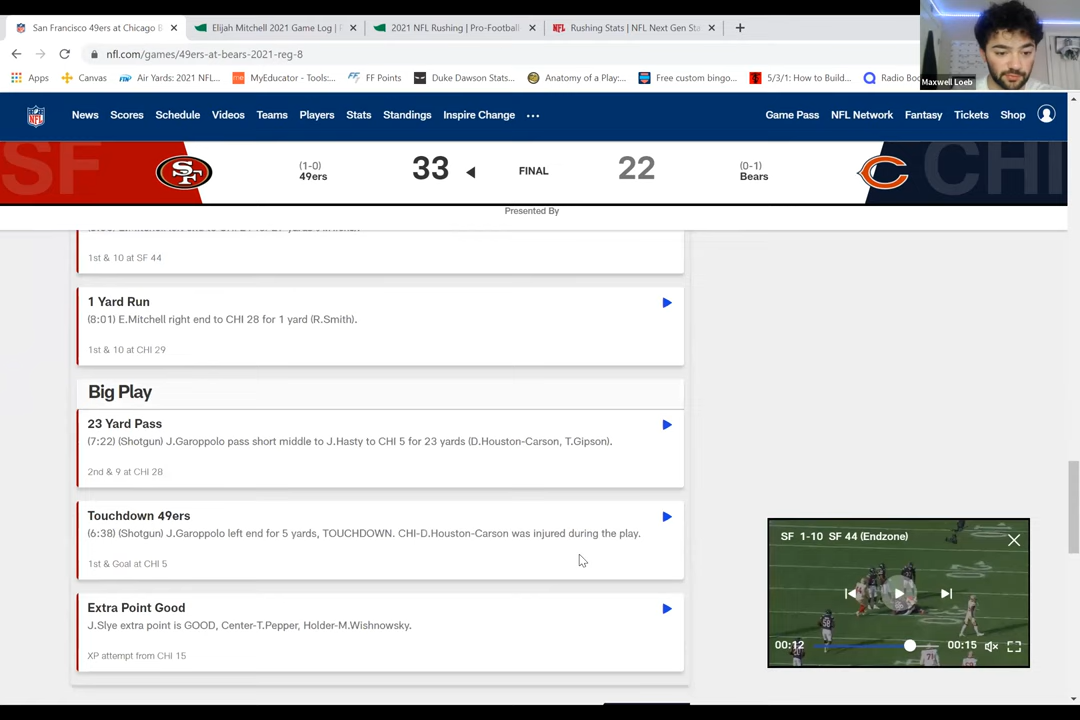 San Francisco 49ers at Chicago B
Elijah Mitchell 2021 Game Log | P
2021 NFL Rushing | Pro-Football
Rushing Stats | NFL Next Gen Sta
nfl.com/games/49ers-at-bears-2021-reg-8
Apps Canvas Air Yards: 2021 NFL... MyEducator - Tools:... FF Points Duke Dawson Stats... Anatomy of a Play:... Free custom bingo... 5/3/1: How to Build... Radio Boo
Maxwell Loeb
News Scores Schedule Videos Teams Players Stats Standings Inspire Change ... Game Pass NFL Network Fantasy Tickets Shop
SF
(1-0)
49ers
33
FINAL
22
(0-1)
Bears
CHI
Presented By
1st & 10 at SF 44
1 Yard Run
(8:01) E.Mitchell right end to CHI 28 for 1 yard (R.Smith).
1st & 10 at CHI 29
Big Play
23 Yard Pass
(7:22) (Shotgun) J.Garoppolo pass short middle to J.Hasty to CHI 5 for 23 yards (D.Houston-Carson, T.Gipson).
2nd & 9 at CHI 28
Touchdown 49ers
(6:38) (Shotgun) J.Garoppolo left end for 5 yards, TOUCHDOWN. CHI-D.Houston-Carson was injured during the play.
1st & Goal at CHI 5
Extra Point Good
J.Slye extra point is GOOD, Center-T.Pepper, Holder-M.Wishnowsky.
XP attempt from CHI 15
SF 1-10 SF 44 (Endzone)
00:12
00:15